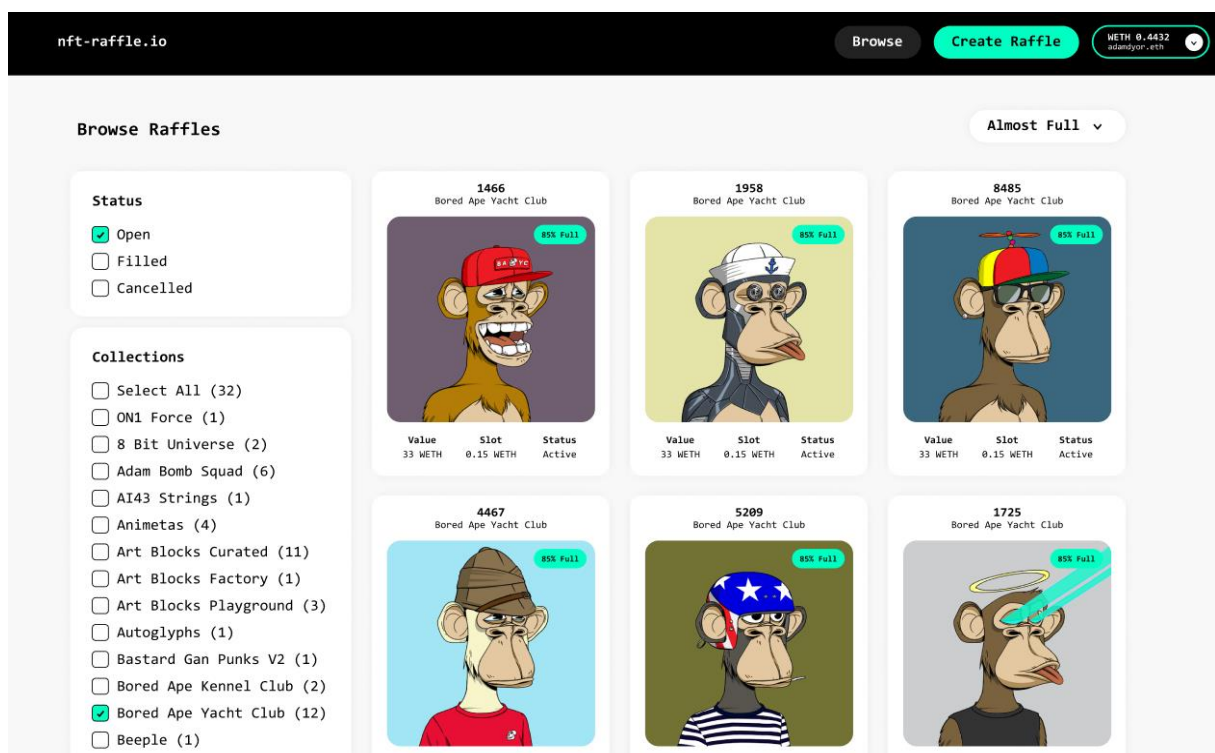 nft-raffle.io
Browse
Create Raffle
WETH 0.4432
adamdyor.eth
Browse Raffles
Almost Full
Status
Open
Filled
Cancelled
Collections
Select All (32)
ON1 Force (1)
8 Bit Universe (2)
Adam Bomb Squad (6)
AI43 Strings (1)
Animetas (4)
Art Blocks Curated (11)
Art Blocks Factory (1)
Art Blocks Playground (3)
Autoglyphs (1)
Bastard Gan Punks V2 (1)
Bored Ape Kennel Club (2)
Bored Ape Yacht Club (12)
Beeple (1)
1466
Bored Ape Yacht Club
85% Full
BAYC
Value Slot Status
33 WETH 0.15 WETH Active
1958
Bored Ape Yacht Club
85% Full
Value Slot Status
33 WETH 0.15 WETH Active
8485
Bored Ape Yacht Club
85% Full
Value Slot Status
33 WETH 0.15 WETH Active
4467
Bored Ape Yacht Club
85% Full
5209
Bored Ape Yacht Club
85% Full
1725
Bored Ape Yacht Club
85% Full